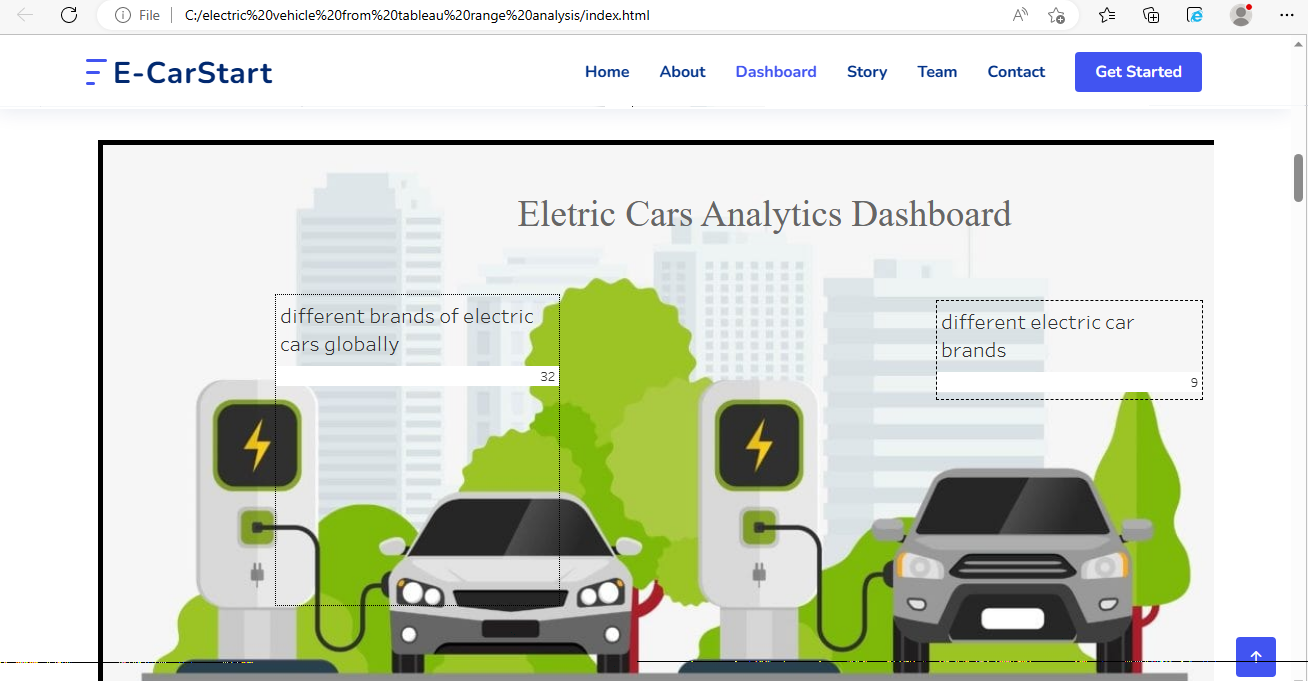 File
C:/electric%20vehicle%20from%20tableau%20range%20analysis/index.html
E-CarStart
Home About Dashboard Story Team Contact Get Started
Eletric Cars Analytics Dashboard
different brands of electric
cars globally
32
different electric car
brands
9